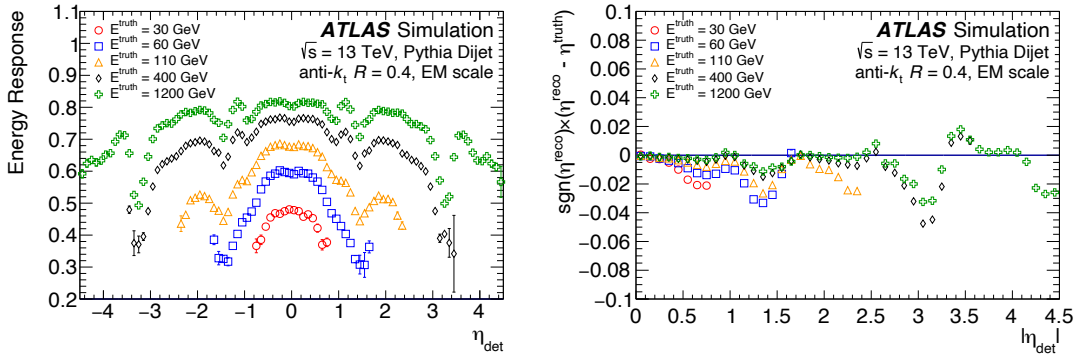 Energy Response
1.1
1
0.9
0.8
0.7
0.6
0.5
0.4
0.3
0.2
−4 −3 −2 −1 0 1 2 3 4
η_det
E^truth = 30 GeV
E^truth = 60 GeV
E^truth = 110 GeV
E^truth = 400 GeV
E^truth = 1200 GeV
ATLAS Simulation
√s = 13 TeV, Pythia Dijet
anti-k_t R = 0.4, EM scale
sgn(η^reco)×(η^reco - η^truth)
0.1
0.08
0.06
0.04
0.02
0
−0.02
−0.04
−0.06
−0.08
−0.1
0 0.5 1 1.5 2 2.5 3 3.5 4 4.5
|η_det|
E^truth = 30 GeV
E^truth = 60 GeV
E^truth = 110 GeV
E^truth = 400 GeV
E^truth = 1200 GeV
ATLAS Simulation
√s = 13 TeV, Pythia Dijet
anti-k_t R = 0.4, EM scale